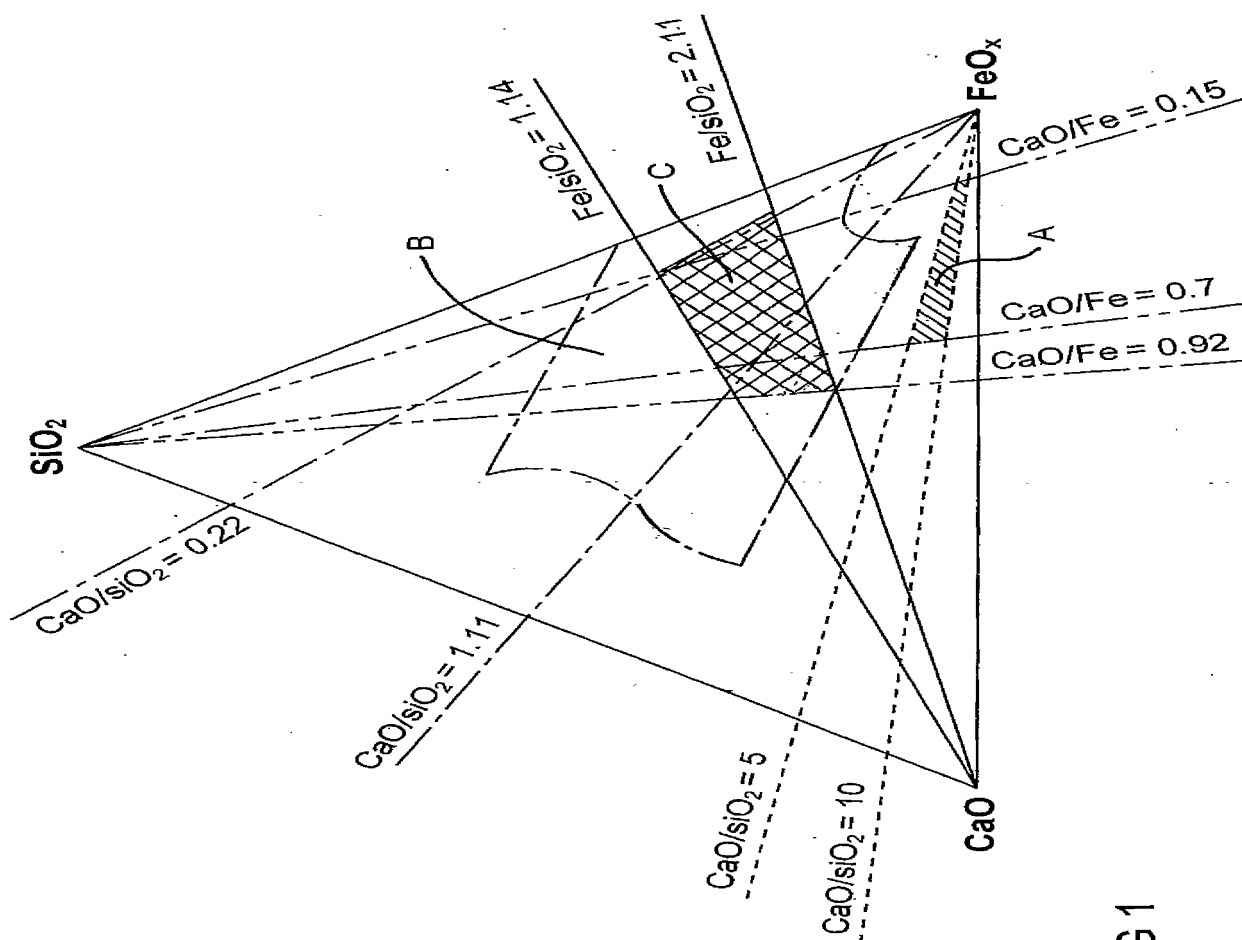 SiO₂
Fe/siO₂ = 1.14
Fe/siO₂ = 2.11
B
C
CaO/siO₂ = 0.22
FeOₓ
CaO/Fe = 0.15
A
CaO/Fe = 0.7
CaO/Fe = 0.92
CaO/siO₂ = 1.11
CaO/siO₂ = 5
CaO/siO₂ = 10
CaO
G 1